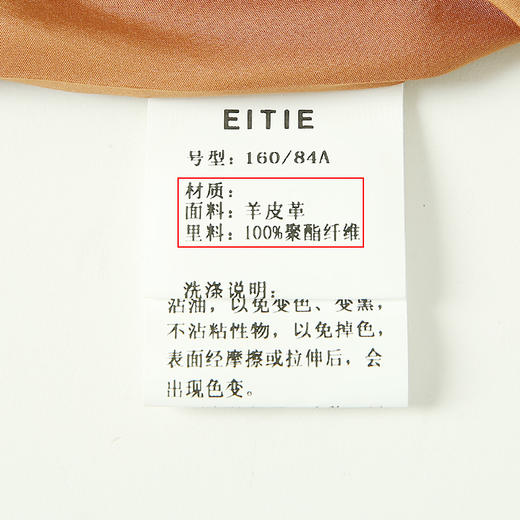 EITIE
号型: 160/84A
材质:
面料: 羊皮革
里料: 100%聚酯纤维
洗涤说明:
沾油, 以免变色、变黑,
不沾粘性物, 以免掉色,
表面经摩擦或拉伸后, 会
出现色变。